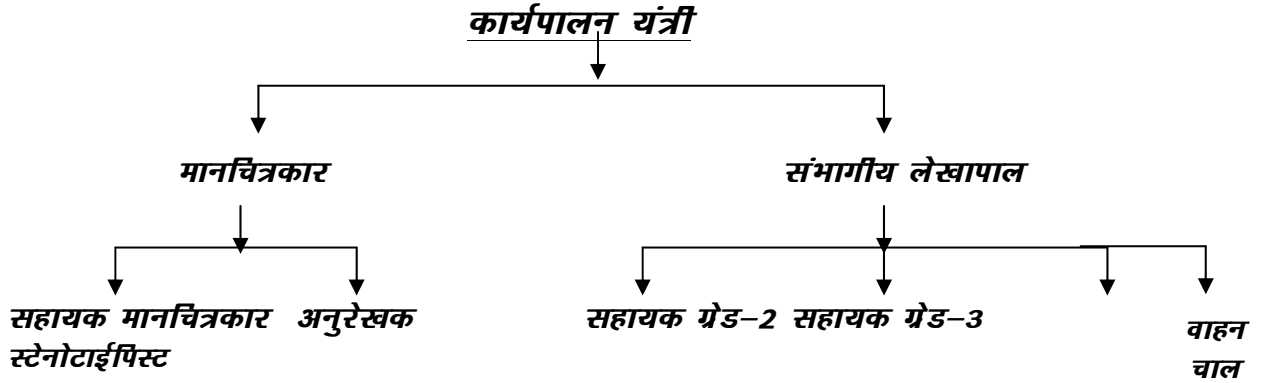 कार्यपालन यंत्री
मानचित्रकार संभागीय लेखापाल
सहायक मानचित्रकार अनुरेखक सहायक ग्रेड–2 सहायक ग्रेड–3
स्टेनोटाईपिस्ट
वाहन
चाल